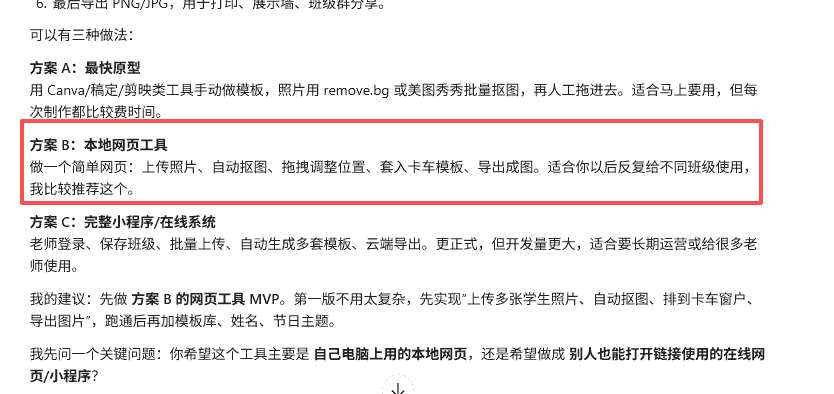 6. 最后导出 PNG/JPG，用于打印、展示墙、班级群分享。
可以有三种做法：
方案 A：最快原型
用 Canva/稿定/剪映类工具手动做模板，照片用 remove.bg 或美图秀秀批量抠图，再人工拖进去。适合马上要用，但每
次制作都比较费时间。
方案 B：本地网页工具
做一个简单网页：上传照片、自动抠图、拖拽调整位置、套入卡车模板、导出成图。适合你以后反复给不同班级使用，
我比较推荐这个。
方案 C：完整小程序/在线系统
老师登录、保存班级、批量上传、自动生成多套模板、云端导出。更正式，但开发量更大，适合要长期运营或给很多老
师使用。
我的建议：先做 方案 B 的网页工具 MVP。第一版不用太复杂，先实现“上传多张学生照片、自动抠图、排到卡车窗户、
导出图片”，跑通后再加模板库、姓名、节日主题。
我先问一个关键问题：你希望这个工具主要是 自己电脑上用的本地网页，还是希望做成 别人也能打开链接使用的在线网
页/小程序？